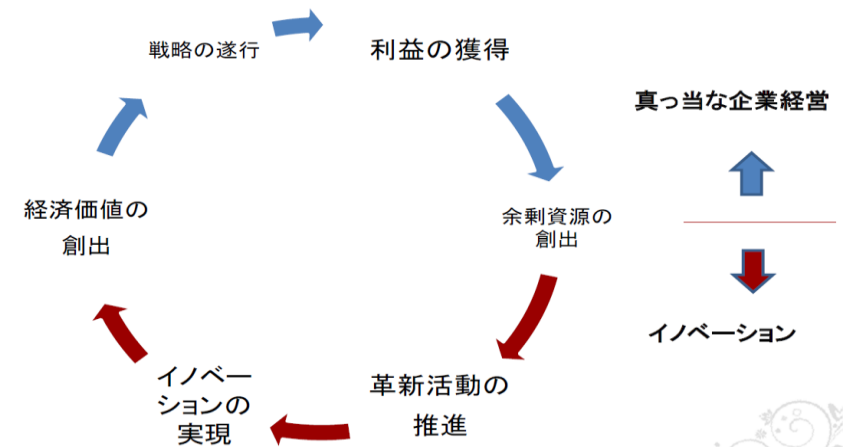 戦略の遂行
利益の獲得
真っ当な企業経営
経済価値の
創出
余剰資源の
創出
イノベーション
イノベー
ションの
実現
革新活動の
推進